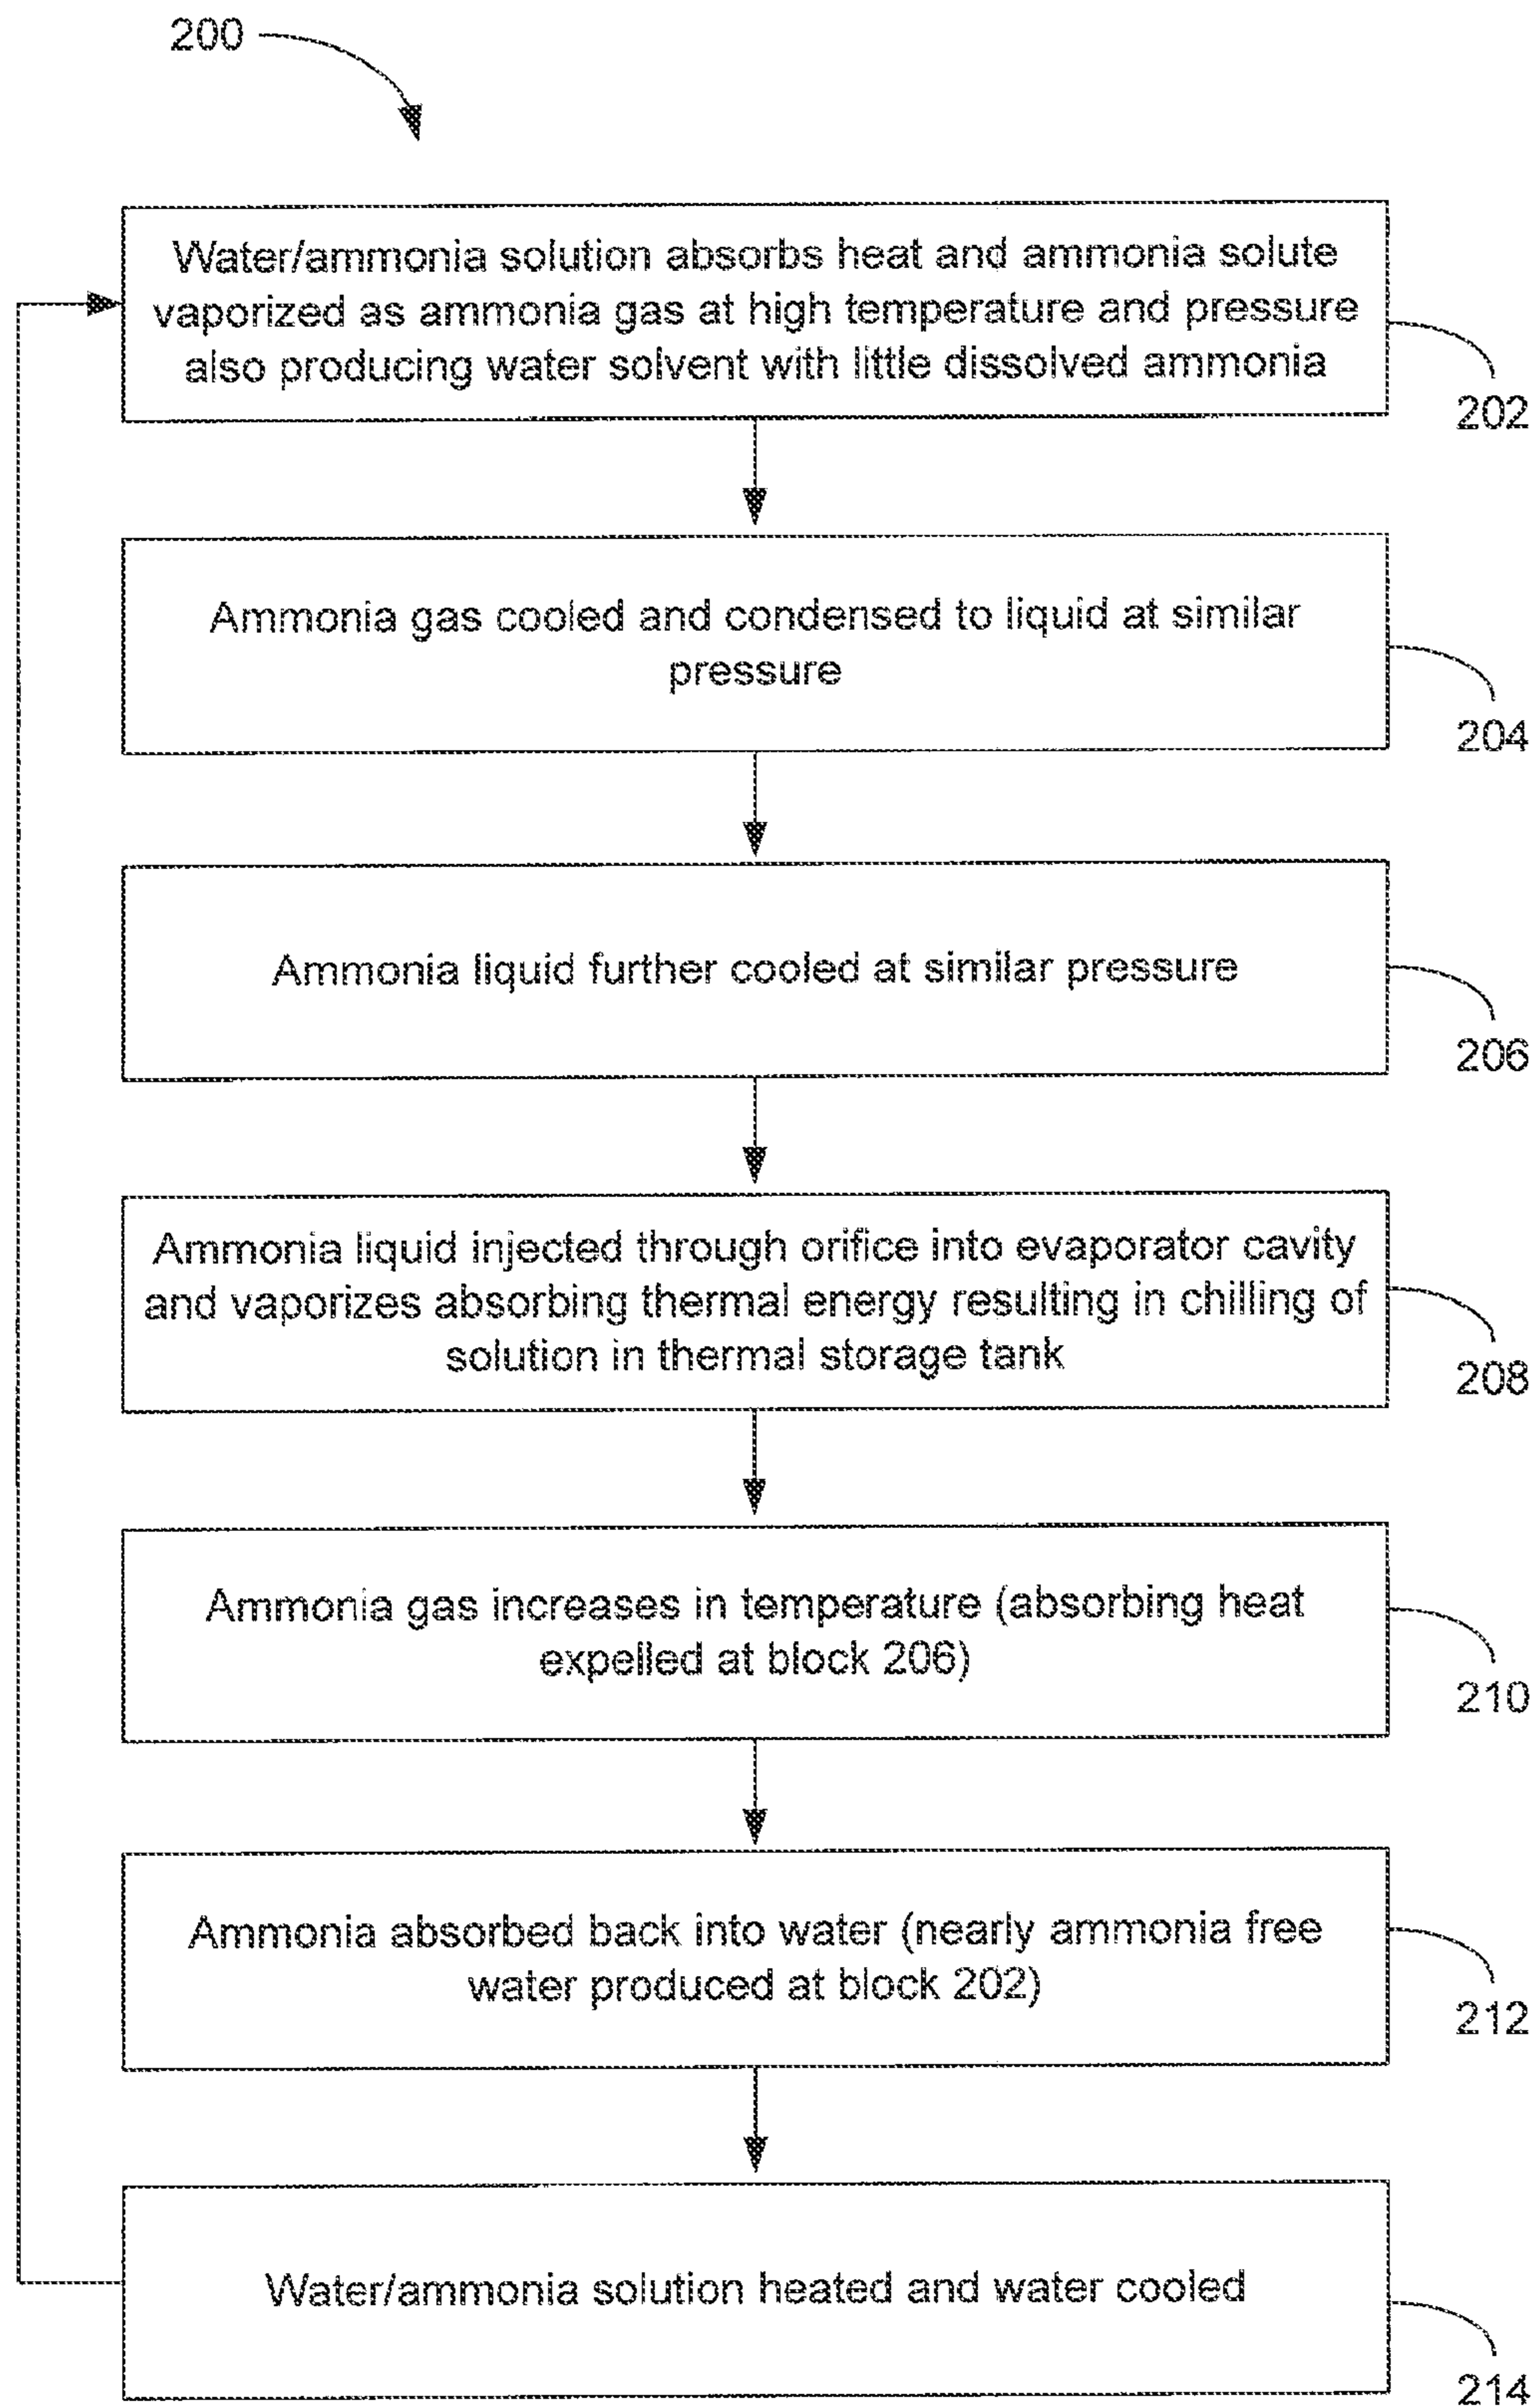 200
Water/ammonia solution absorbs heat and ammonia solute
vaporized as ammonia gas at high temperature and pressure
also producing water solvent with little dissolved ammonia
202
Ammonia gas cooled and condensed to liquid at similar
pressure
204
Ammonia liquid further cooled at similar pressure
206
Ammonia liquid injected through orifice into evaporator cavity
and vaporizes absorbing thermal energy resulting in chilling of
solution in thermal storage tank
208
Ammonia gas increases in temperature (absorbing heat
expelled at block 206)
210
Ammonia absorbed back into water (nearly ammonia free
water produced at block 202)
212
Water/ammonia solution heated and water cooled
214